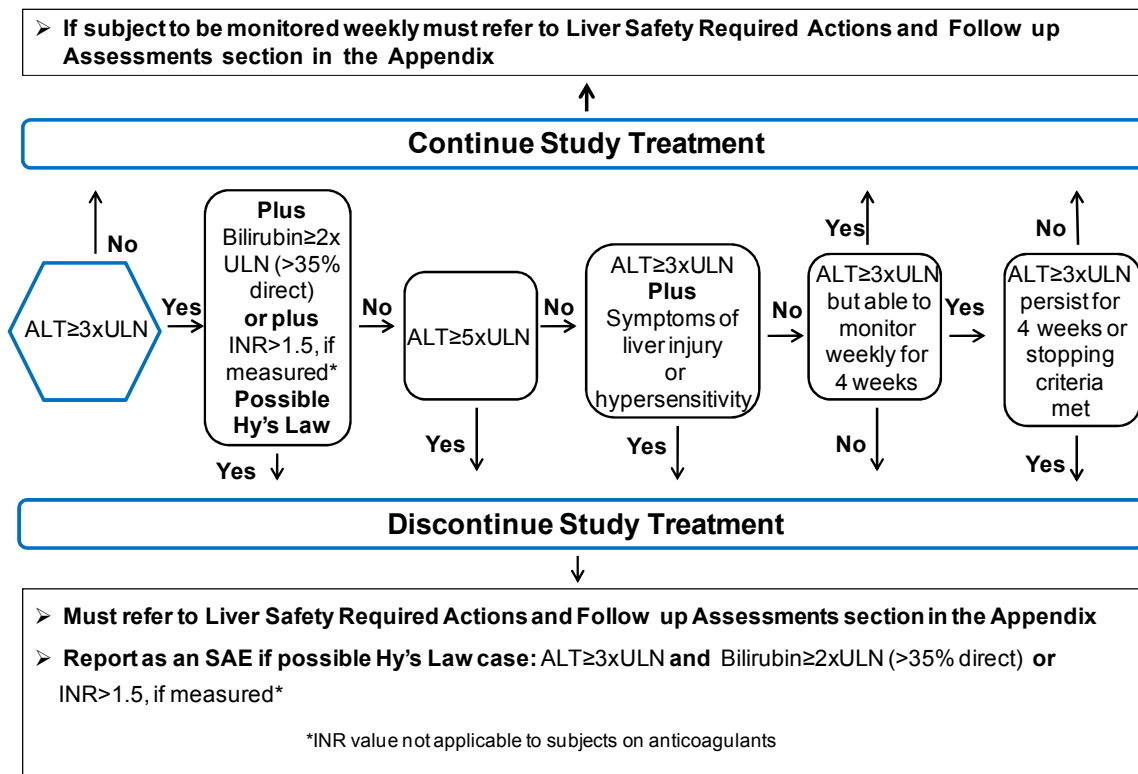 ➢ If subject to be monitored weekly must refer to Liver Safety Required Actions and Follow up
Assessments section in the Appendix
Continue Study Treatment
No
Yes
No
ALT≥3xULN
Yes
Plus
Bilirubin≥2x
ULN (>35%
direct)
or plus
INR>1.5, if
measured*
Possible
Hy's Law
No
ALT≥5xULN
No
ALT≥3xULN
Plus
Symptoms of
liver injury
or
hypersensitivity
No
ALT≥3xULN
but able to
monitor
weekly for
4 weeks
Yes
ALT≥3xULN
persist for
4 weeks or
stopping
criteria
met
Yes
Yes
Yes
No
Yes
Discontinue Study Treatment
➢ Must refer to Liver Safety Required Actions and Follow up Assessments section in the Appendix
➢ Report as an SAE if possible Hy's Law case: ALT≥3xULN and Bilirubin≥2xULN (>35% direct) or
INR>1.5, if measured*
*INR value not applicable to subjects on anticoagulants